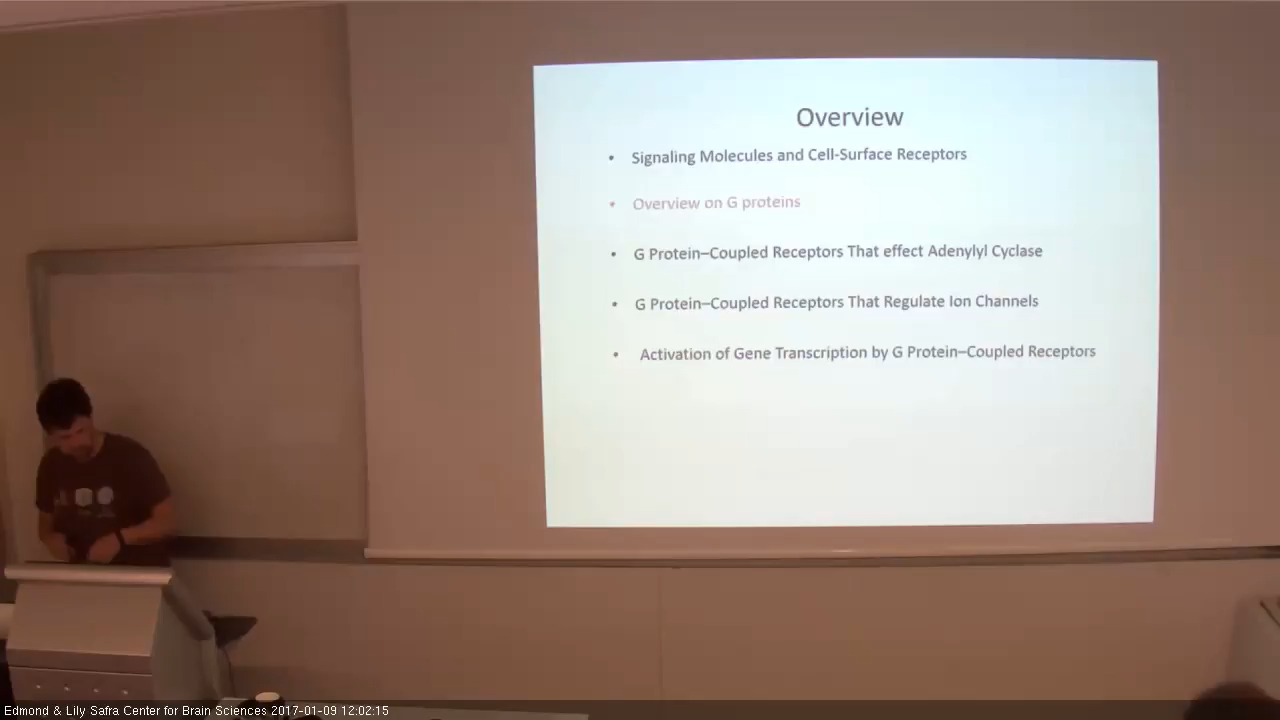 Overview
• Signaling Molecules and Cell-Surface Receptors
• Overview on G proteins
• G Protein–Coupled Receptors That effect Adenylyl Cyclase
• G Protein–Coupled Receptors That Regulate Ion Channels
• Activation of Gene Transcription by G Protein–Coupled Receptors
Edmond & Lily Safra Center for Brain Sciences 2017-01-09 12:02:15